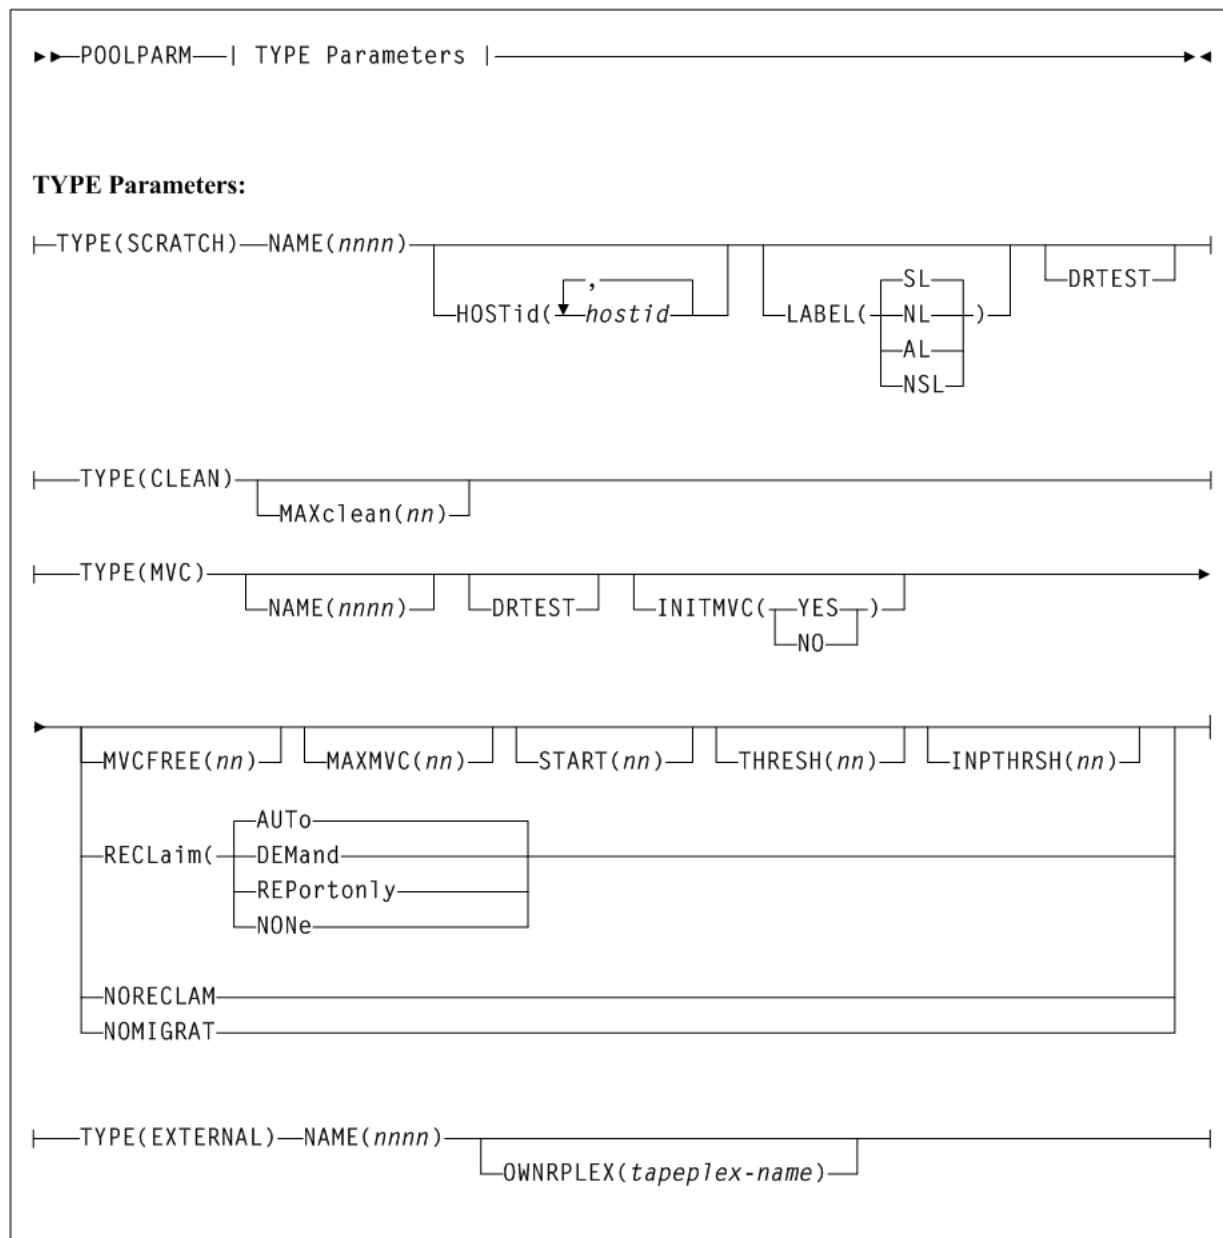 POOLPARM | TYPE Parameters |
TYPE Parameters:
TYPE(SCRATCH) NAME(nnnn)
HOSTid( , hostid
LABEL( SL
NL )
AL
NSL
DRTEST
TYPE(CLEAN)
MAXclean(nn)
TYPE(MVC)
NAME(nnnn) DRTEST INITMVC( YES )
NO
MVCFREE(nn) MAXMVC(nn) START(nn) THRESH(nn) INPTHRSH(nn)
AUTo
RECLaim( DEMand
REPortonly
NONe
NORECLAM
NOMIGRAT
TYPE(EXTERNAL) NAME(nnnn)
OWNRPLEX(tapeplex-name)